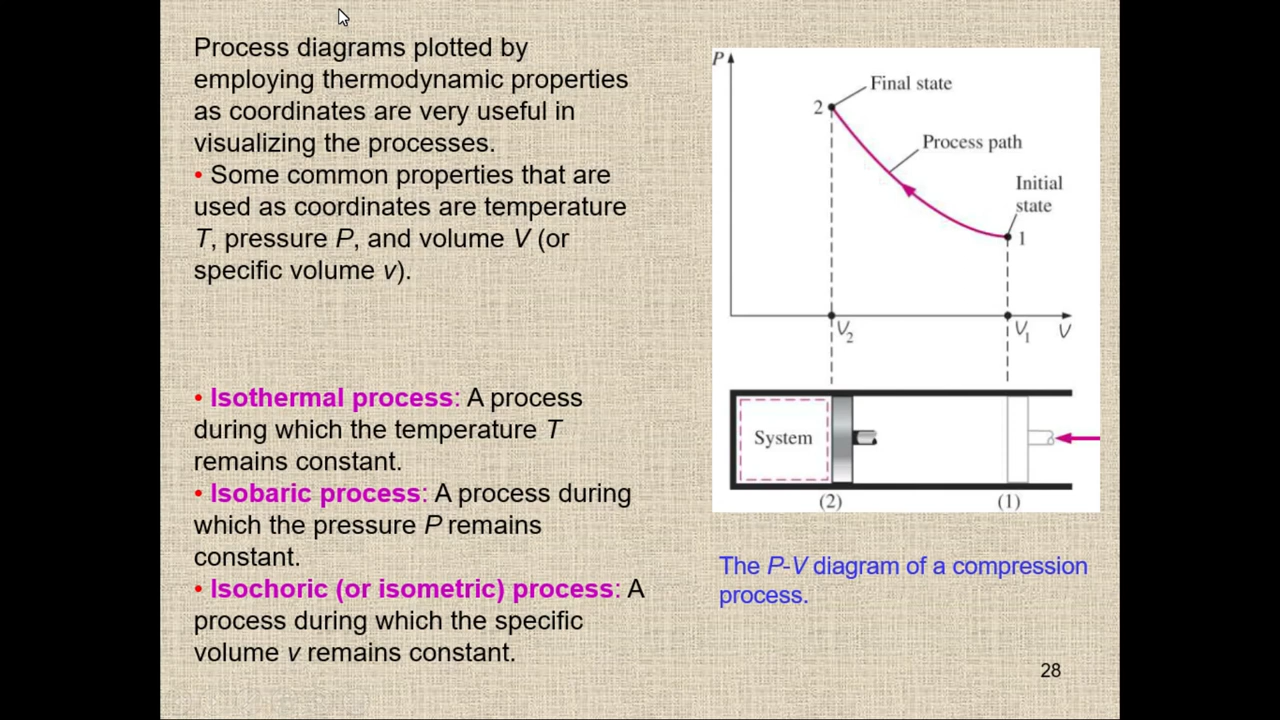 Process diagrams plotted by
employing thermodynamic properties
as coordinates are very useful in
visualizing the processes.
• Some common properties that are
used as coordinates are temperature
T, pressure P, and volume V (or
specific volume v).
• Isothermal process: A process
during which the temperature T
remains constant.
• Isobaric process: A process during
which the pressure P remains
constant.
• Isochoric (or isometric) process: A
process during which the specific
volume v remains constant.
P
Final state
2
Process path
Initial
state
1
V2
V1
V
System
(2)
(1)
The P-V diagram of a compression
process.
28